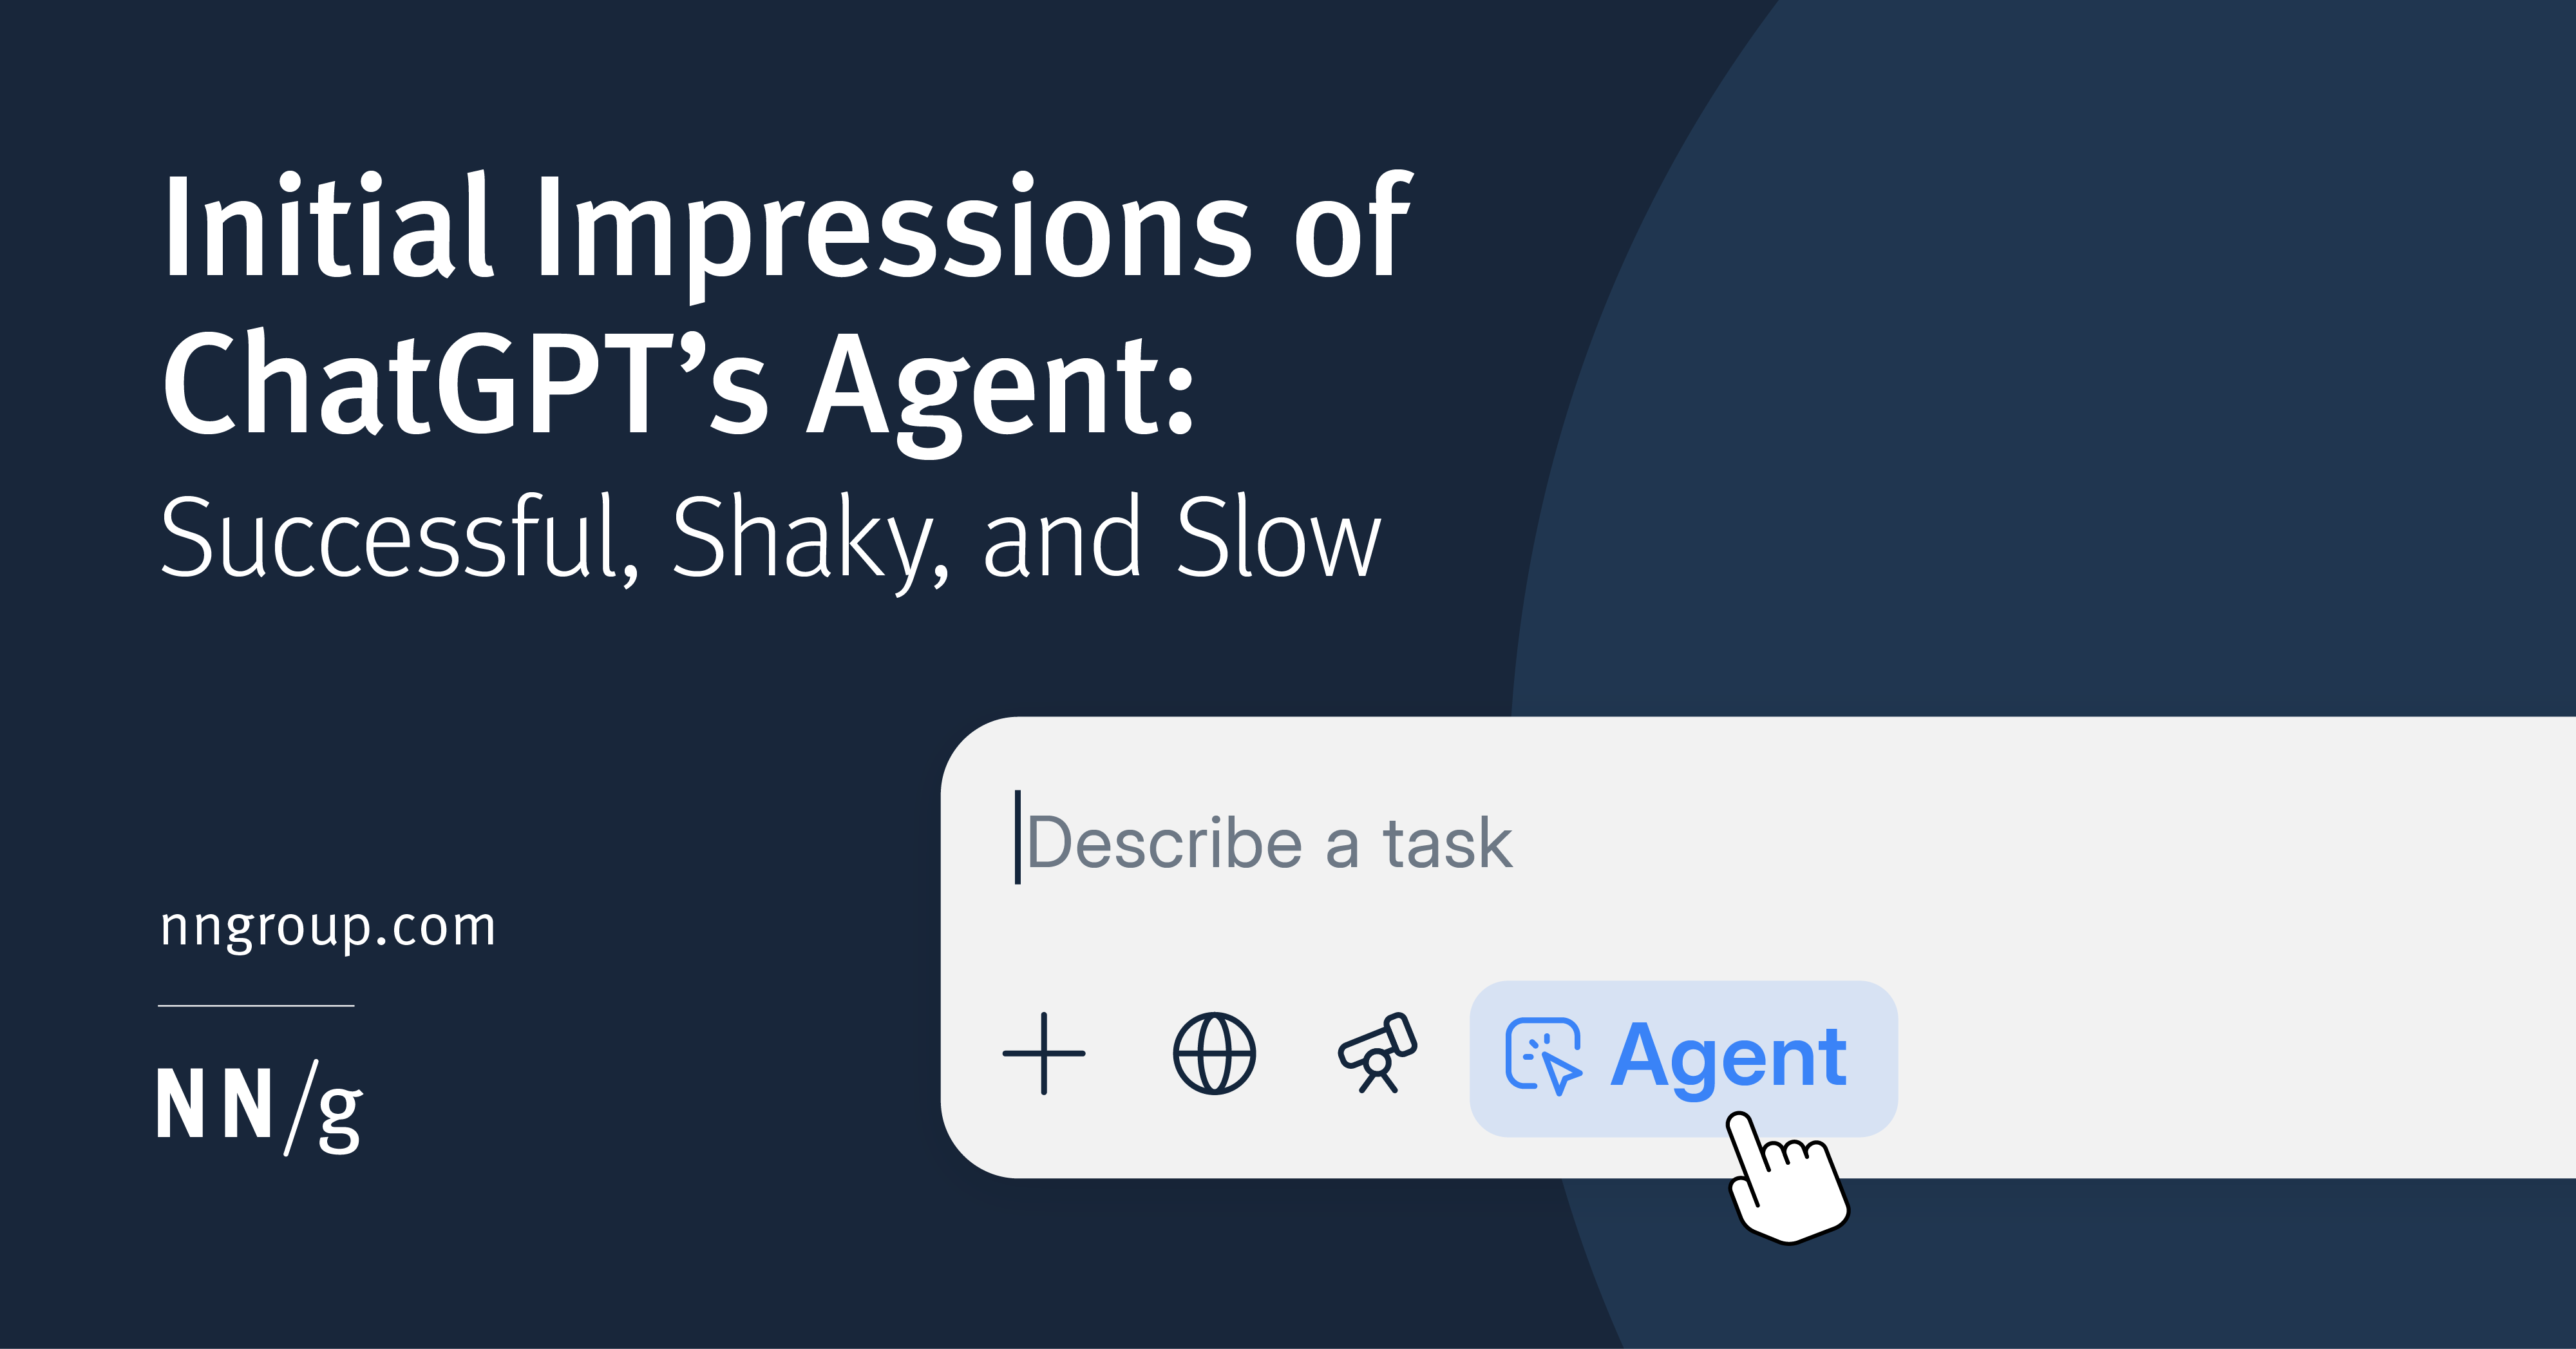 Initial Impressions of
ChatGPT’s Agent:
Successful, Shaky, and Slow
Describe a task
Agent
nngroup.com
NN/g